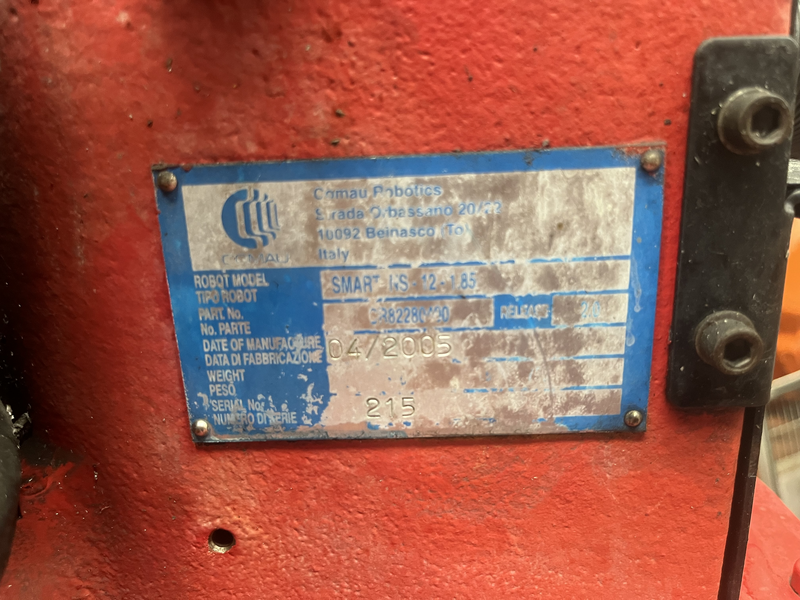 Comau Robotics
Strada Orbassano 20/22
10092 Beinasco (To)
Italy
COMAU
ROBOT MODEL
TIPO ROBOT
SMART NS - 12 - 1.85
PART. No.
No. PARTE
RELEASE
DATE OF MANUFACTURE
DATA DI FABBRICAZIONE
04/2005
WEIGHT
PESO
SERIAL No.
NUMERO DI SERIE
215